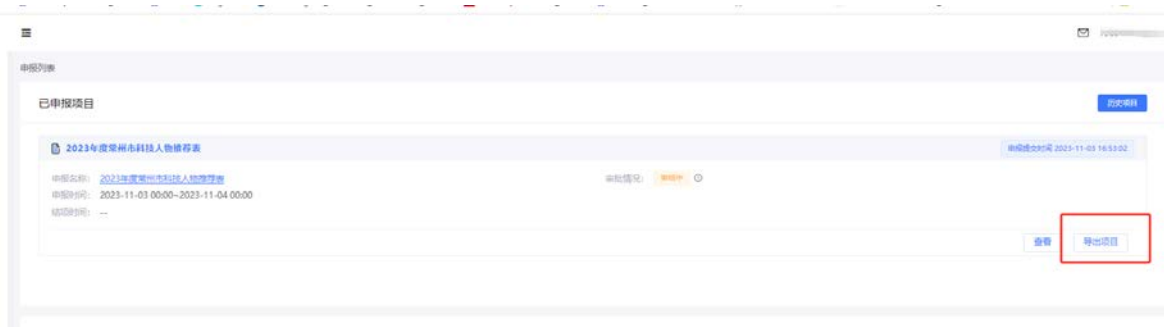 申报列表
已申报项目
历史项目
2023年度常州市科技人物推荐表
申报提交时间 2023-11-03 16:53:02
申报名称: 2023年度常州市科技人物推荐表
审批情况: 审核中
申报时间: 2023-11-03 00:00~2023-11-04 00:00
结项时间: --
查看
导出项目